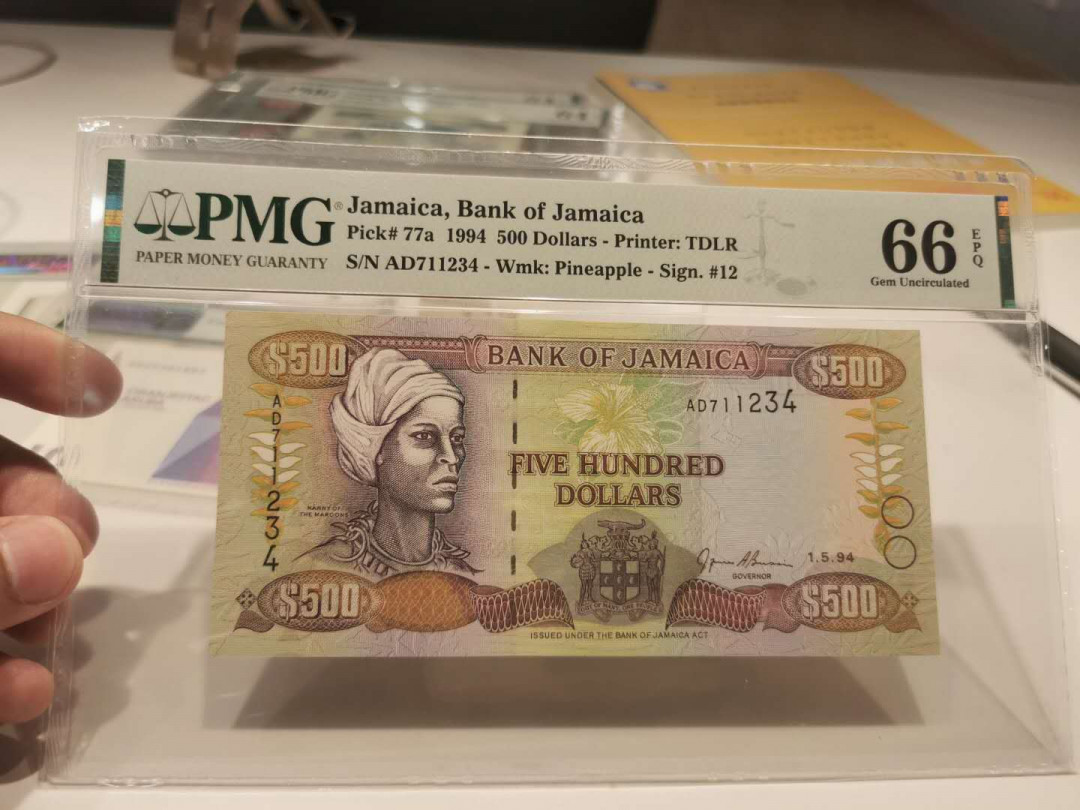 PMG®
PAPER MONEY GUARANTY
Jamaica, Bank of Jamaica
Pick# 77a 1994 500 Dollars - Printer: TDLR
S/N AD711234 - Wmk: Pineapple - Sign. #12
66 EPQ
Gem Uncirculated
$500
BANK OF JAMAICA
$500
AD711234
AD711234
FIVE HUNDRED
DOLLARS
NANNY OF
THE MAROONS
1.5.94
GOVERNOR
$500
$500
ISSUED UNDER THE BANK OF JAMAICA ACT